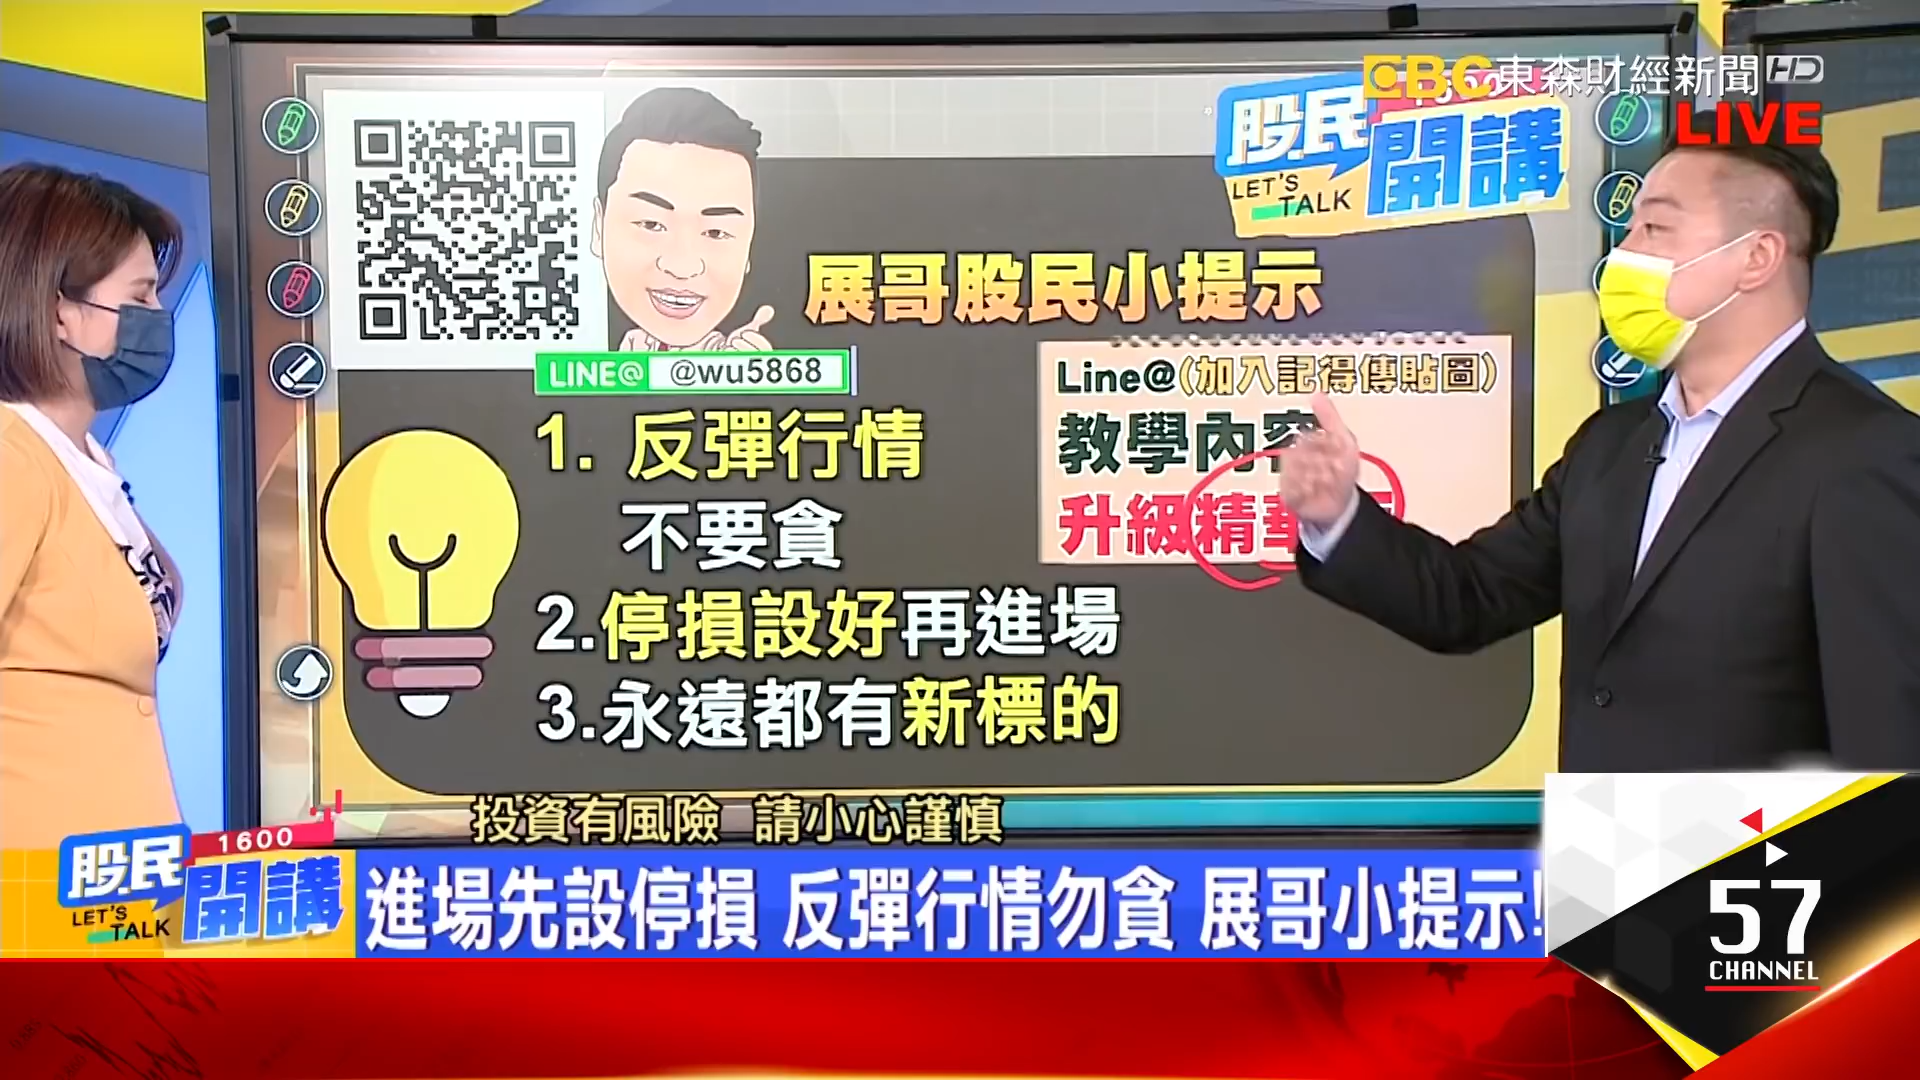 EBC 東森財經新聞 HD
LIVE
股民
開講
LET'S
TALK
展哥股民小提示
LINE@ @wu5868
Line@(加入記得傳貼圖)
教學內容
升級精華
1. 反彈行情
不要貪
2.停損設好再進場
3.永遠都有新標的
投資有風險 請小心謹慎
1600
股民
開講
LET'S
TALK
進場先設停損 反彈行情勿貪 展哥小提示!
57
CHANNEL